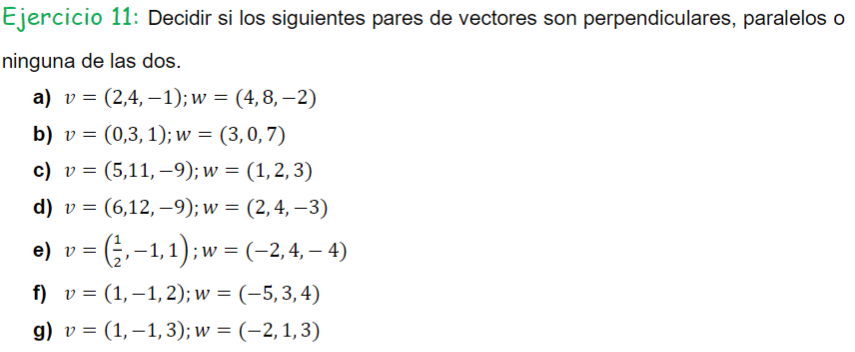 Ejercicio 11: Decidir si los siguientes pares de vectores son perpendiculares, paralelos o
ninguna de las dos.
a) v = (2,4, −1); w = (4, 8, −2)
b) v = (0,3, 1); w = (3, 0, 7)
c) v = (5,11, −9); w = (1, 2, 3)
d) v = (6,12, −9); w = (2, 4, −3)
e) v = (1/2, −1, 1); w = (−2, 4, − 4)
f) v = (1, −1, 2); w = (−5, 3, 4)
g) v = (1, −1, 3); w = (−2, 1, 3)